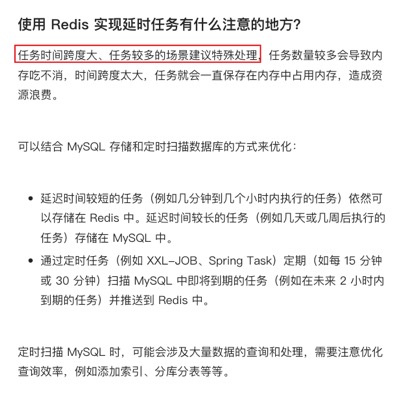 使用 Redis 实现延时任务有什么注意的地方?
任务时间跨度大、任务较多的场景建议特殊处理，任务数量较多会导致内
存吃不消，时间跨度太大，任务就会一直保存在内存中占用内存，造成资
源浪费。
可以结合 MySQL 存储和定时扫描数据库的方式来优化：
• 延迟时间较短的任务（例如几分钟到几个小时内执行的任务）依然可
以存储在 Redis 中。延迟时间较长的任务（例如几天或几周后执行的
任务）存储在 MySQL 中。
• 通过定时任务（例如 XXL-JOB、Spring Task）定期（如每 15 分钟
或 30 分钟）扫描 MySQL 中即将到期的任务（例如在未来 2 小时内
到期的任务）并推送到 Redis 中。
定时扫描 MySQL 时，可能会涉及大量数据的查询和处理，需要注意优化
查询效率，例如添加索引、分库分表等等。